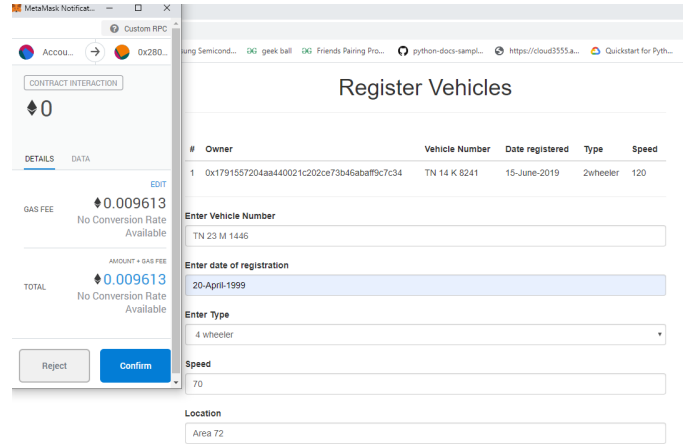 MetaMask Notificat...
Custom RPC
Accou...
0x280...
CONTRACT INTERACTION
0
DETAILS DATA
EDIT
GAS FEE
0.009613
No Conversion Rate
Available
AMOUNT + GAS FEE
TOTAL
0.009613
No Conversion Rate
Available
Reject Confirm
ung Semicond... geek ball GG Friends Pairing Pro... python-docs-sampl... https://cloud3555.a... Quickstart for Pyth...
Register Vehicles
# Owner Vehicle Number Date registered Type Speed
1 0x1791557204aa440021c202ce73b46abaff9c7c34 TN 14 K 8241 15-June-2019 2wheeler 120
Enter Vehicle Number
TN 23 M 1446
Enter date of registration
20-April-1999
Enter Type
4 wheeler
Speed
70
Location
Area 72